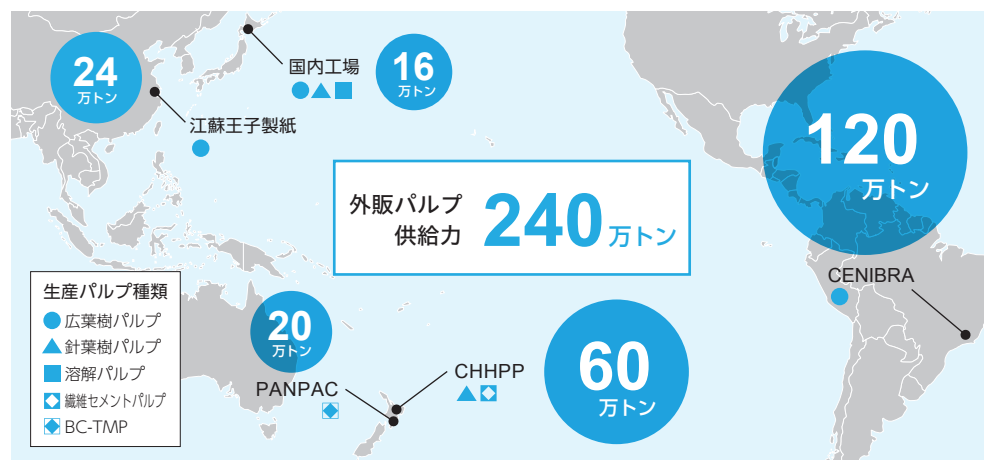 24
万トン
国内工場
16
万トン
江蘇王子製紙
120
万トン
外販パルプ
供給力
240万トン
CENIBRA
生産パルプ種類
広葉樹パルプ
針葉樹パルプ
溶解パルプ
繊維セメントパルプ
BC-TMP
20
万トン
PANPAC
CHHPP
60
万トン